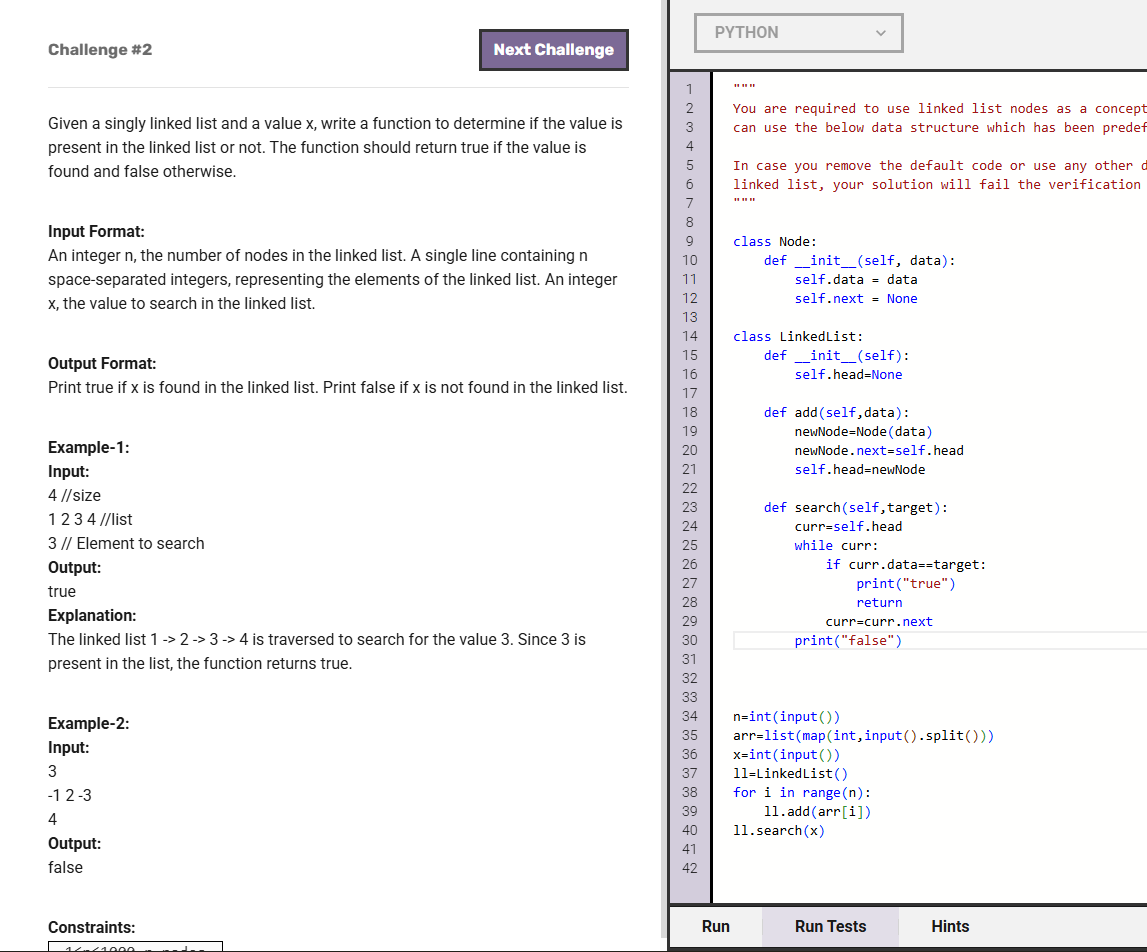 Challenge #2
Next Challenge
Given a singly linked list and a value x, write a function to determine if the value is
present in the linked list or not. The function should return true if the value is
found and false otherwise.
Input Format:
An integer n, the number of nodes in the linked list. A single line containing n
space-separated integers, representing the elements of the linked list. An integer
x, the value to search in the linked list.
Output Format:
Print true if x is found in the linked list. Print false if x is not found in the linked list.
Example-1:
Input:
4 //size
1 2 3 4 //list
3 // Element to search
Output:
true
Explanation:
The linked list 1 -> 2 -> 3 -> 4 is traversed to search for the value 3. Since 3 is
present in the list, the function returns true.
Example-2:
Input:
3
-1 2 -3
4
Output:
false
Constraints:
PYTHON
1 """
2 You are required to use linked list nodes as a concept
3 can use the below data structure which has been predef
4
5 In case you remove the default code or use any other d
6 linked list, your solution will fail the verification
7 """
8
9 class Node:
10     def __init__(self, data):
11         self.data = data
12         self.next = None
13
14 class LinkedList:
15     def __init__(self):
16         self.head=None
17
18     def add(self,data):
19         newNode=Node(data)
20         newNode.next=self.head
21         self.head=newNode
22
23     def search(self,target):
24         curr=self.head
25         while curr:
26             if curr.data==target:
27                 print("true")
28                 return
29             curr=curr.next
30         print("false")
31
32
33
34 n=int(input())
35 arr=list(map(int,input().split()))
36 x=int(input())
37 ll=LinkedList()
38 for i in range(n):
39     ll.add(arr[i])
40 ll.search(x)
41
42
Run
Run Tests
Hints